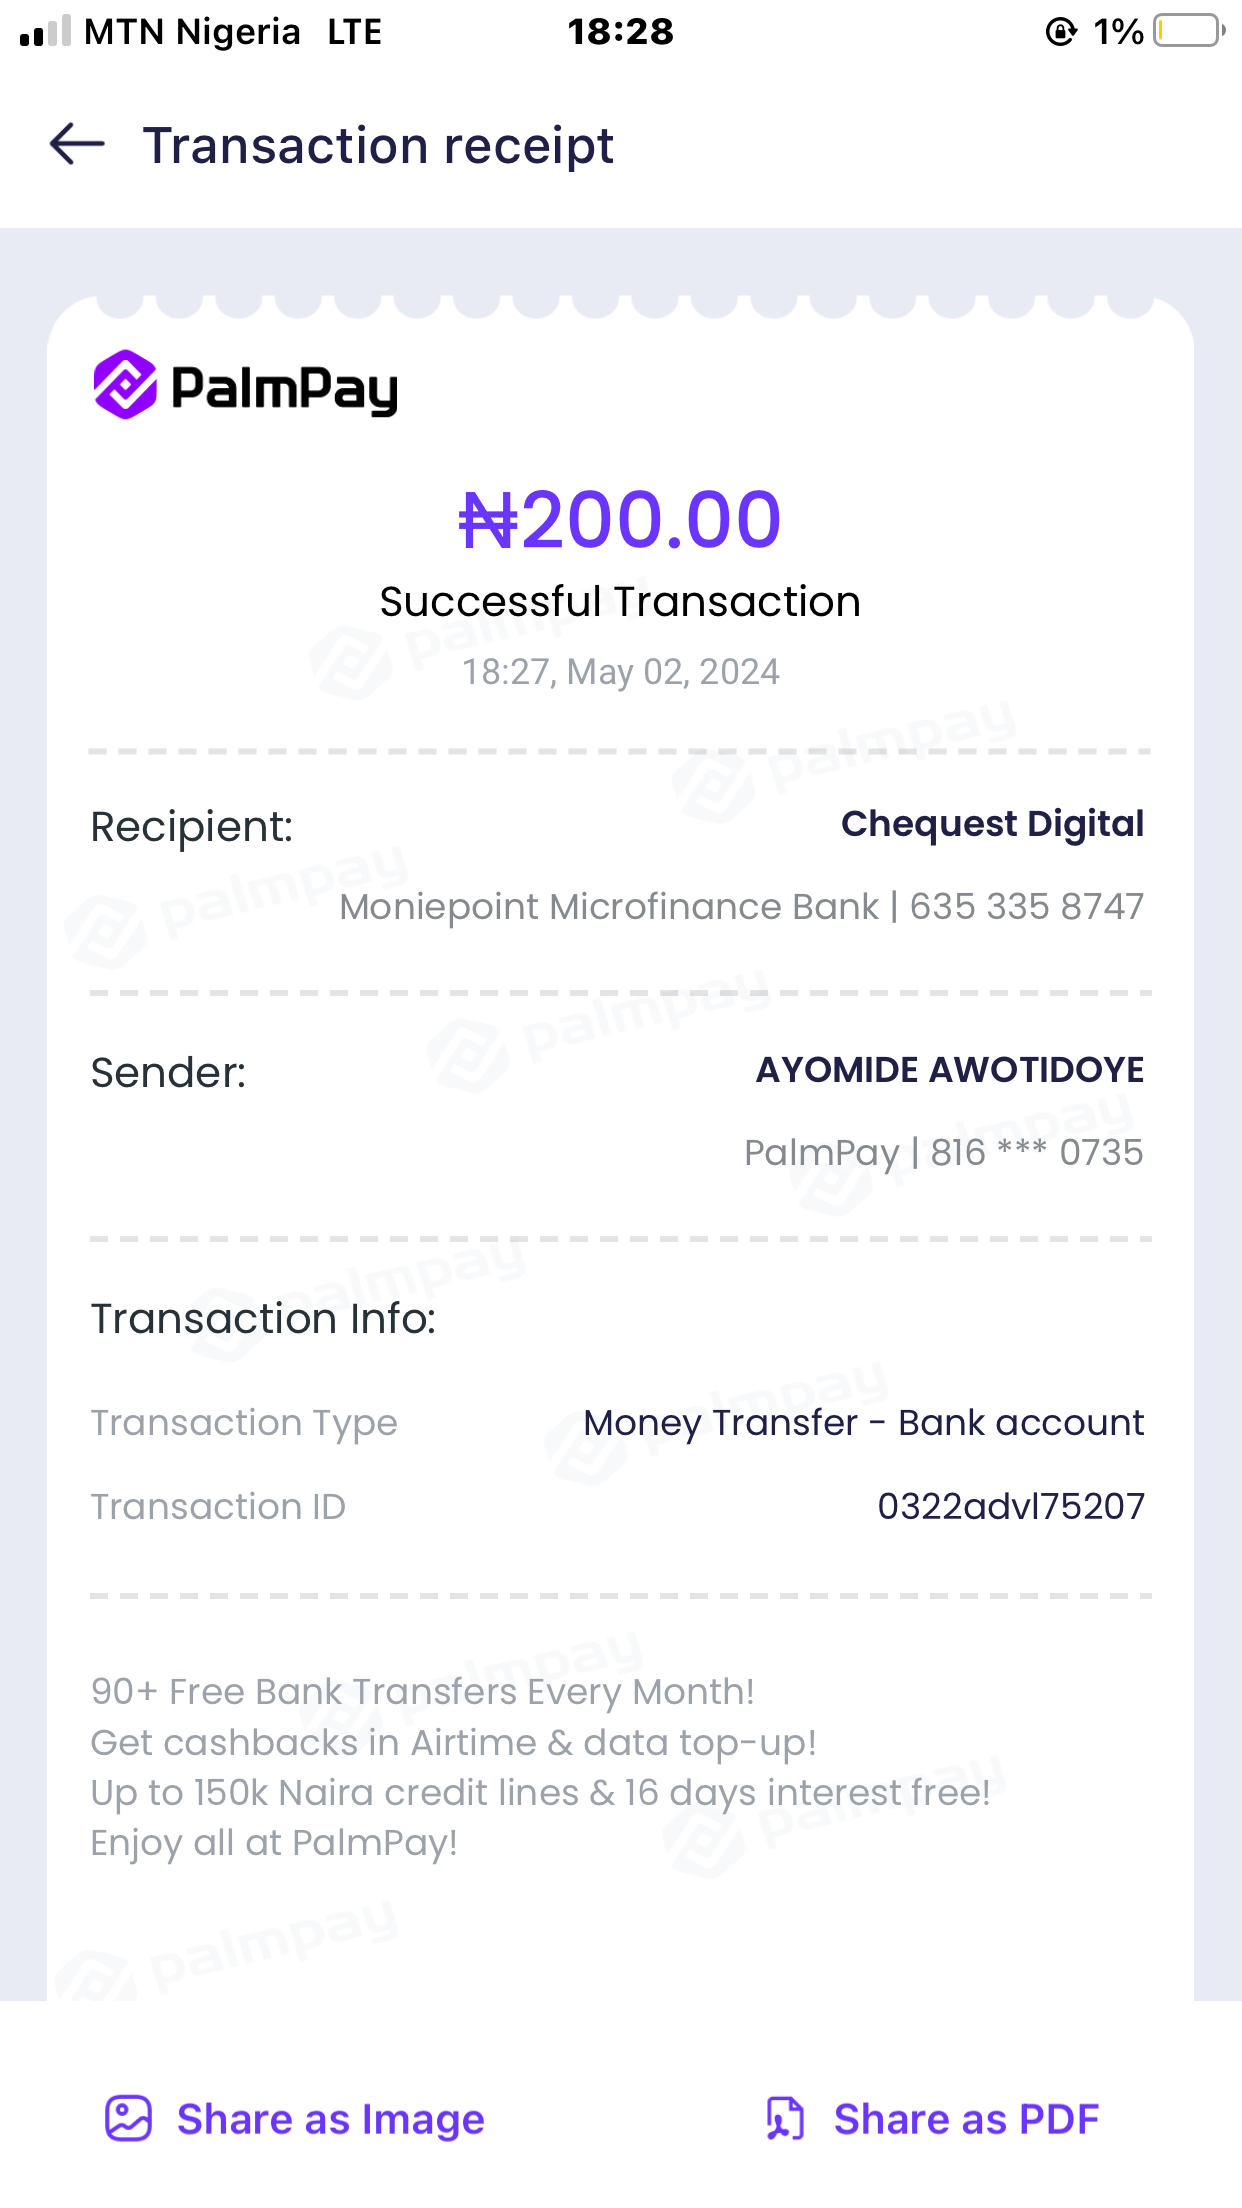 MTN Nigeria LTE 18:28 1%
Transaction receipt
PalmPay
₦200.00
Successful Transaction
18:27, May 02, 2024
Recipient: Chequest Digital
Moniepoint Microfinance Bank | 635 335 8747
Sender: AYOMIDE AWOTIDOYE
PalmPay | 816 *** 0735
Transaction Info:
Transaction Type Money Transfer - Bank account
Transaction ID 0322advl75207
90+ Free Bank Transfers Every Month!
Get cashbacks in Airtime & data top-up!
Up to 150k Naira credit lines & 16 days interest free!
Enjoy all at PalmPay!
Share as Image Share as PDF